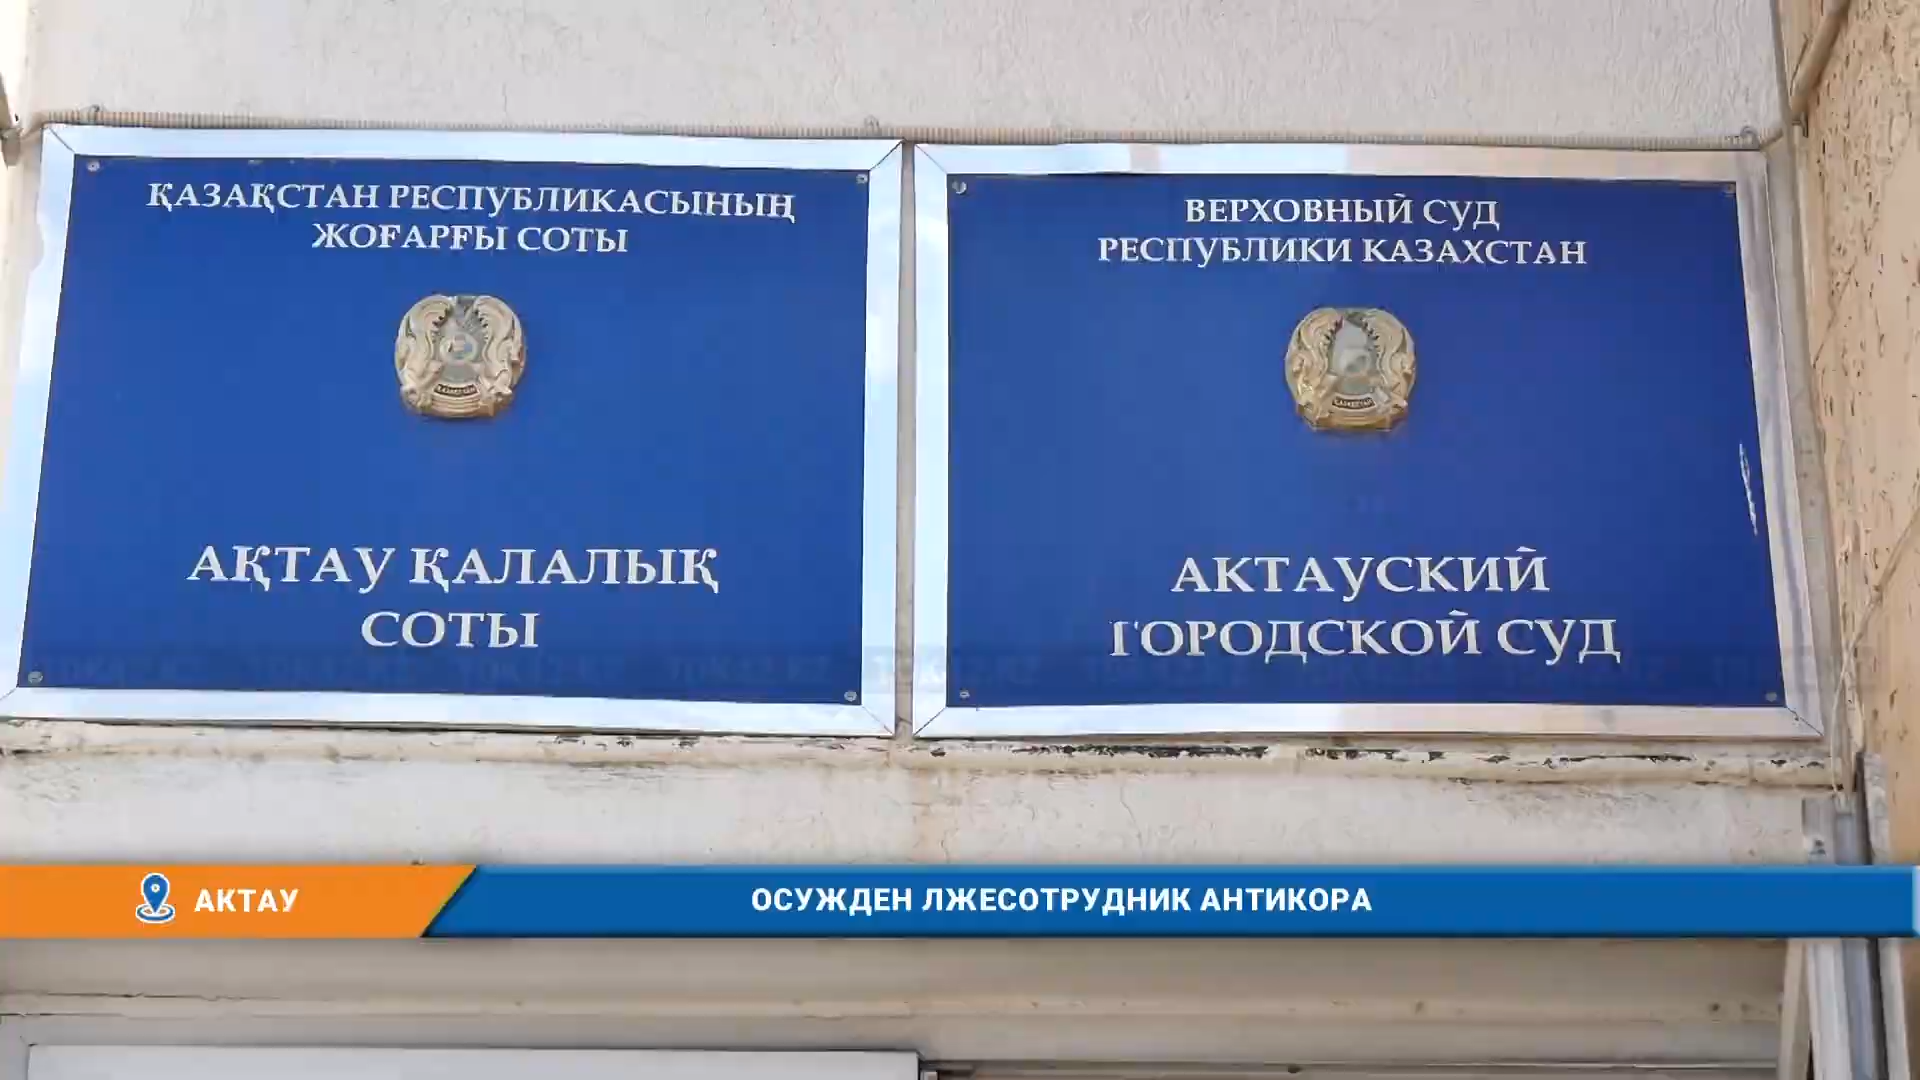 ҚАЗАҚСТАН РЕСПУБЛИКАСЫНЫҢ
ЖОҒАРҒЫ СОТЫ
АҚТАУ ҚАЛАЛЫҚ
СОТЫ
ВЕРХОВНЫЙ СУД
РЕСПУБЛИКИ КАЗАХСТАН
АКТАУСКИЙ
ГОРОДСКОЙ СУД
АКТАУ
ОСУЖДЕН ЛЖЕСОТРУДНИК АНТИКОРА